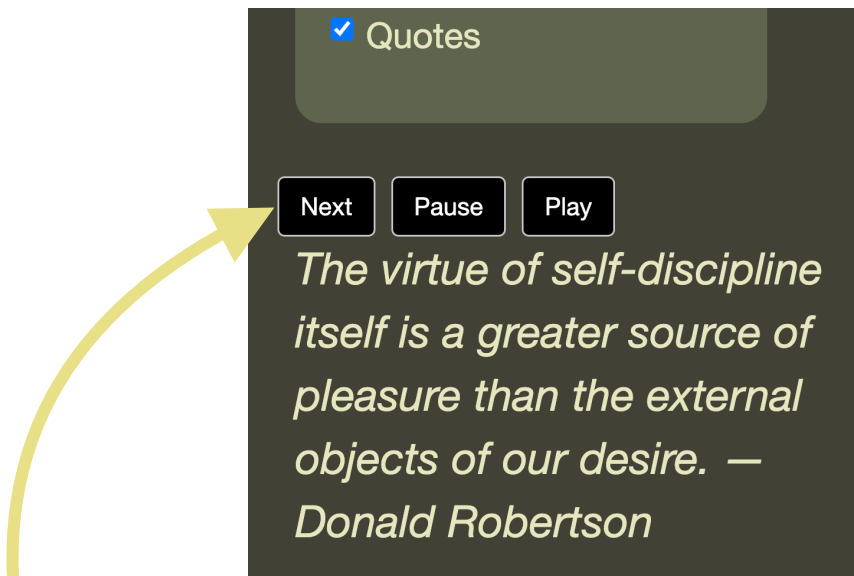 Quotes
Next Pause Play
The virtue of self-discipline
itself is a greater source of
pleasure than the external
objects of our desire. —
Donald Robertson